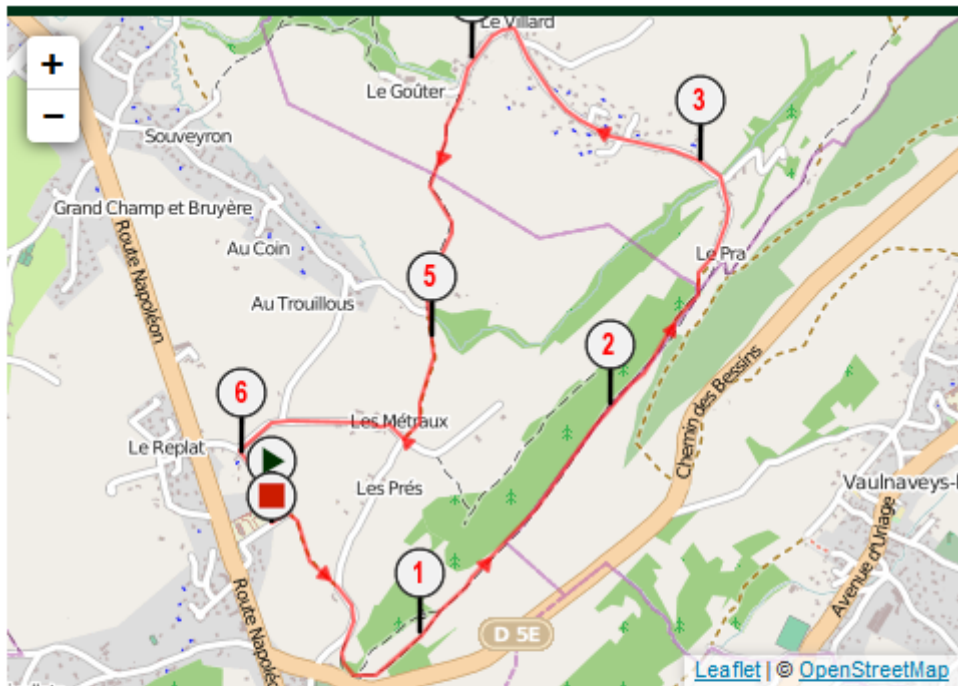 +
−
Le Villard
Le Goûter
3
Souveyron
Grand Champ et Bruyère
Route Napoléon
Au Coin
Le Pra
5
Au Trouillous
2
Chemin des Bessins
6
Les Métraux
Le Replat
Les Prés
Vaulnaveys-
Avenue d'Uriage
1
Route Napoléon
D 5E
Leaflet | © OpenStreetMap